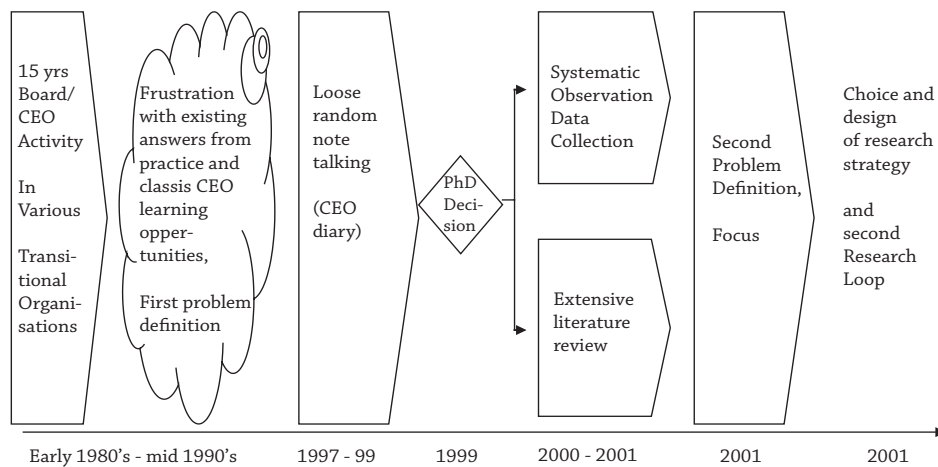 15 yrs
Board/
CEO
Activity
In
Various
Transi-
tional
Organi-
sations
Frustration
with existing
answers from
practice and
classis CEO
learning
opper-
tunities,
First problem
definition
Loose
random
note
talking
(CEO
diary)
PhD
Deci-
sion
Systematic
Observation
Data
Collection
Extensive
literature
review
Second
Problem
Definition,
Focus
Choice and
design
of research
strategy
and
second
Research
Loop
Early 1980's - mid 1990's
1997 - 99
1999
2000 - 2001
2001
2001